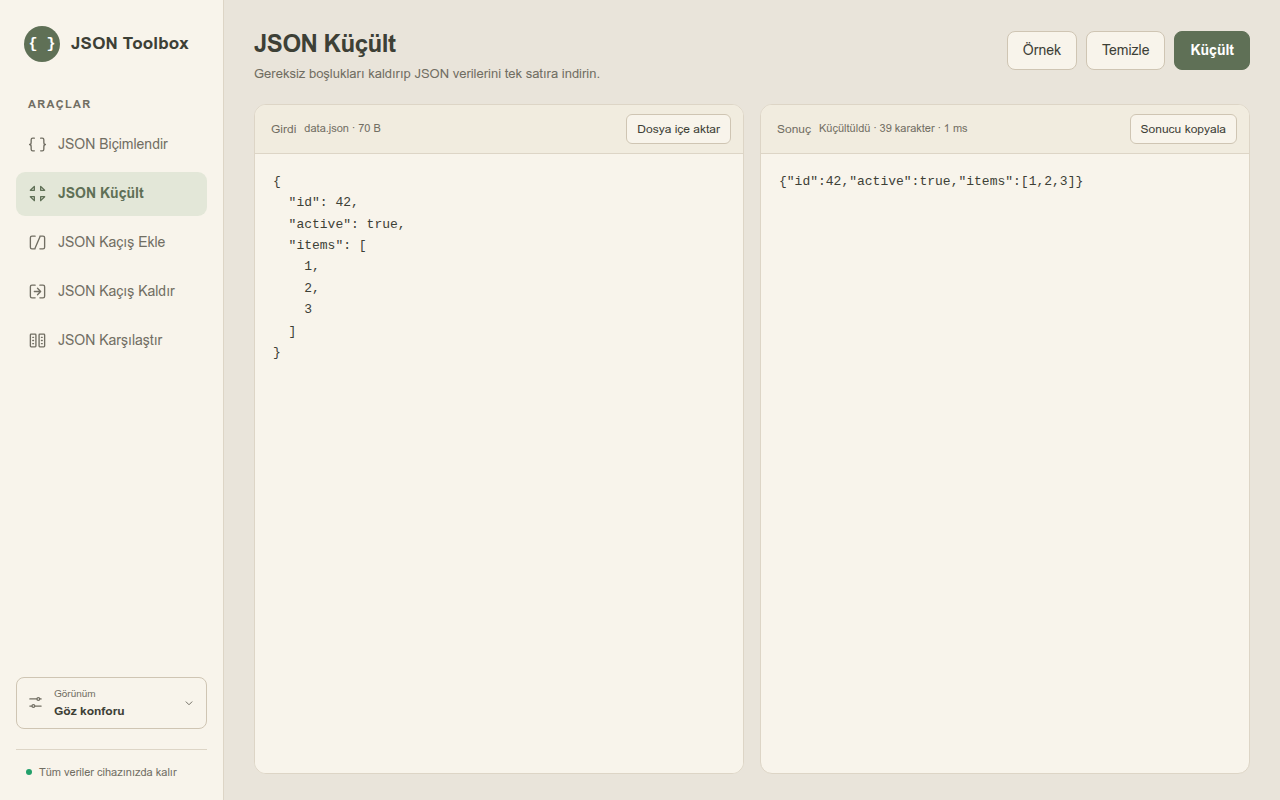 { } JSON Toolbox
ARAÇLAR
JSON Biçimlendir
JSON Küçült
JSON Kaçış Ekle
JSON Kaçış Kaldır
JSON Karşılaştır
Görünüm
Göz konforu
Tüm veriler cihazınızda kalır
JSON Küçült
Gereksiz boşlukları kaldırıp JSON verilerini tek satıra indirin.
Örnek
Temizle
Küçült
Girdi data.json · 70 B
Dosya içe aktar
{
  "id": 42,
  "active": true,
  "items": [
    1,
    2,
    3
  ]
}
Sonuç Küçültüldü · 39 karakter · 1 ms
Sonucu kopyala
{"id":42,"active":true,"items":[1,2,3]}